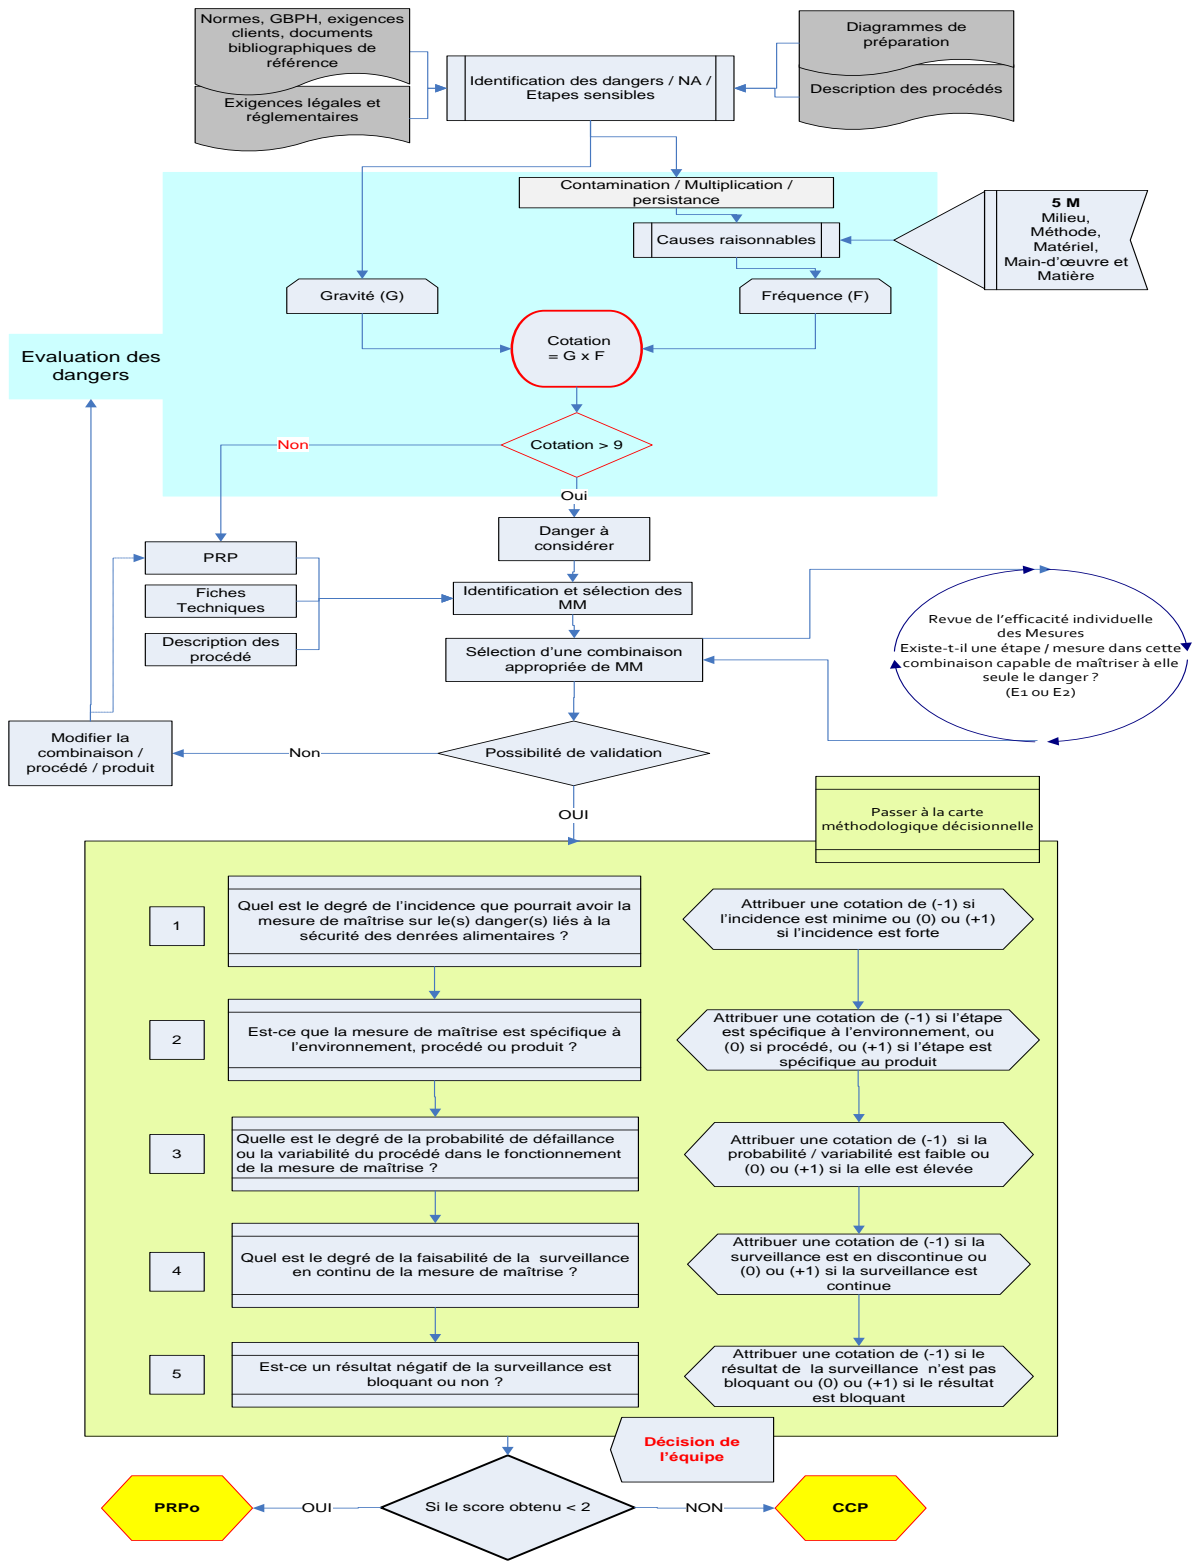 Normes, GBPH, exigences
clients, documents
bibliographiques de
référence
Exigences légales et
réglementaires
Identification des dangers / NA /
Etapes sensibles
Diagrammes de
préparation
Description des procédés
Contamination / Multiplication /
persistance
Causes raisonnables
5 M
Milieu,
Méthode,
Matériel,
Main-d’œuvre et
Matière
Gravité (G)
Fréquence (F)
Cotation
= G x F
Evaluation des
dangers
Cotation > 9
Non
Oui
Danger à
considérer
PRP
Fiches
Techniques
Description des
procédé
Identification et sélection des
MM
Sélection d’une combinaison
appropriée de MM
Revue de l’efficacité individuelle
des Mesures
Existe-t-il une étape / mesure dans cette
combinaison capable de maîtriser à elle
seule le danger ?
(E1 ou E2)
Modifier la
combinaison /
procédé / produit
Non
Possibilité de validation
OUI
Passer à la carte
méthodologique décisionnelle
1
Quel est le degré de l’incidence que pourrait avoir la
mesure de maîtrise sur le(s) danger(s) liés à la
sécurité des denrées alimentaires ?
Attribuer une cotation de (-1) si
l’incidence est minime ou (0) ou (+1)
si l’incidence est forte
2
Est-ce que la mesure de maîtrise est spécifique à
l’environnement, procédé ou produit ?
Attribuer une cotation de (-1) si l’étape
est spécifique à l’environnement, ou
(0) si procédé, ou (+1) si l’étape est
spécifique au produit
3
Quelle est le degré de la probabilité de défaillance
ou la variabilité du procédé dans le fonctionnement
de la mesure de maîtrise ?
Attribuer une cotation de (-1) si la
probabilité / variabilité est faible ou
(0) ou (+1) si la elle est élevée
4
Quel est le degré de la faisabilité de la surveillance
en continu de la mesure de maîtrise ?
Attribuer une cotation de (-1) si la
surveillance est en discontinue ou
(0) ou (+1) si la surveillance est
continue
5
Est-ce un résultat négatif de la surveillance est
bloquant ou non ?
Attribuer une cotation de (-1) si le
résultat de la surveillance n’est pas
bloquant ou (0) ou (+1) si le résultat
est bloquant
Décision de
l’équipe
PRPo
OUI
Si le score obtenu < 2
NON
CCP